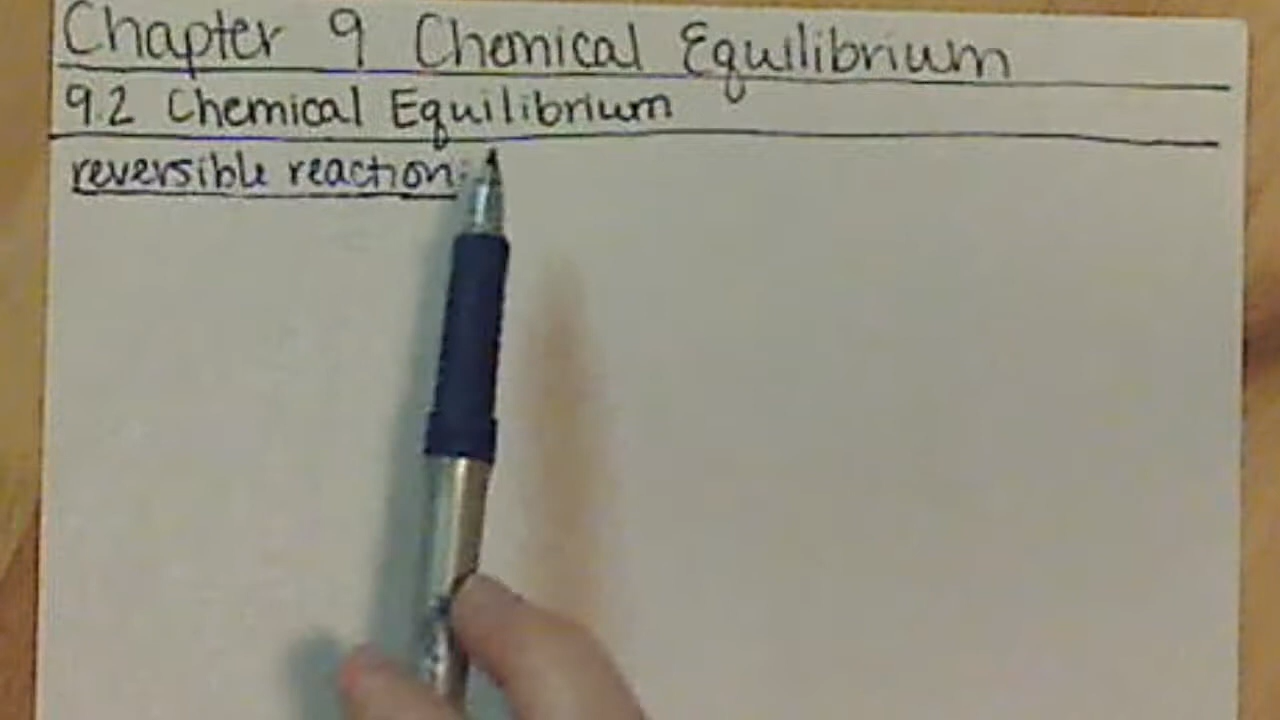 Chapter 9 Chemical Equilibrium
9.2 Chemical Equilibrium
reversible reaction: